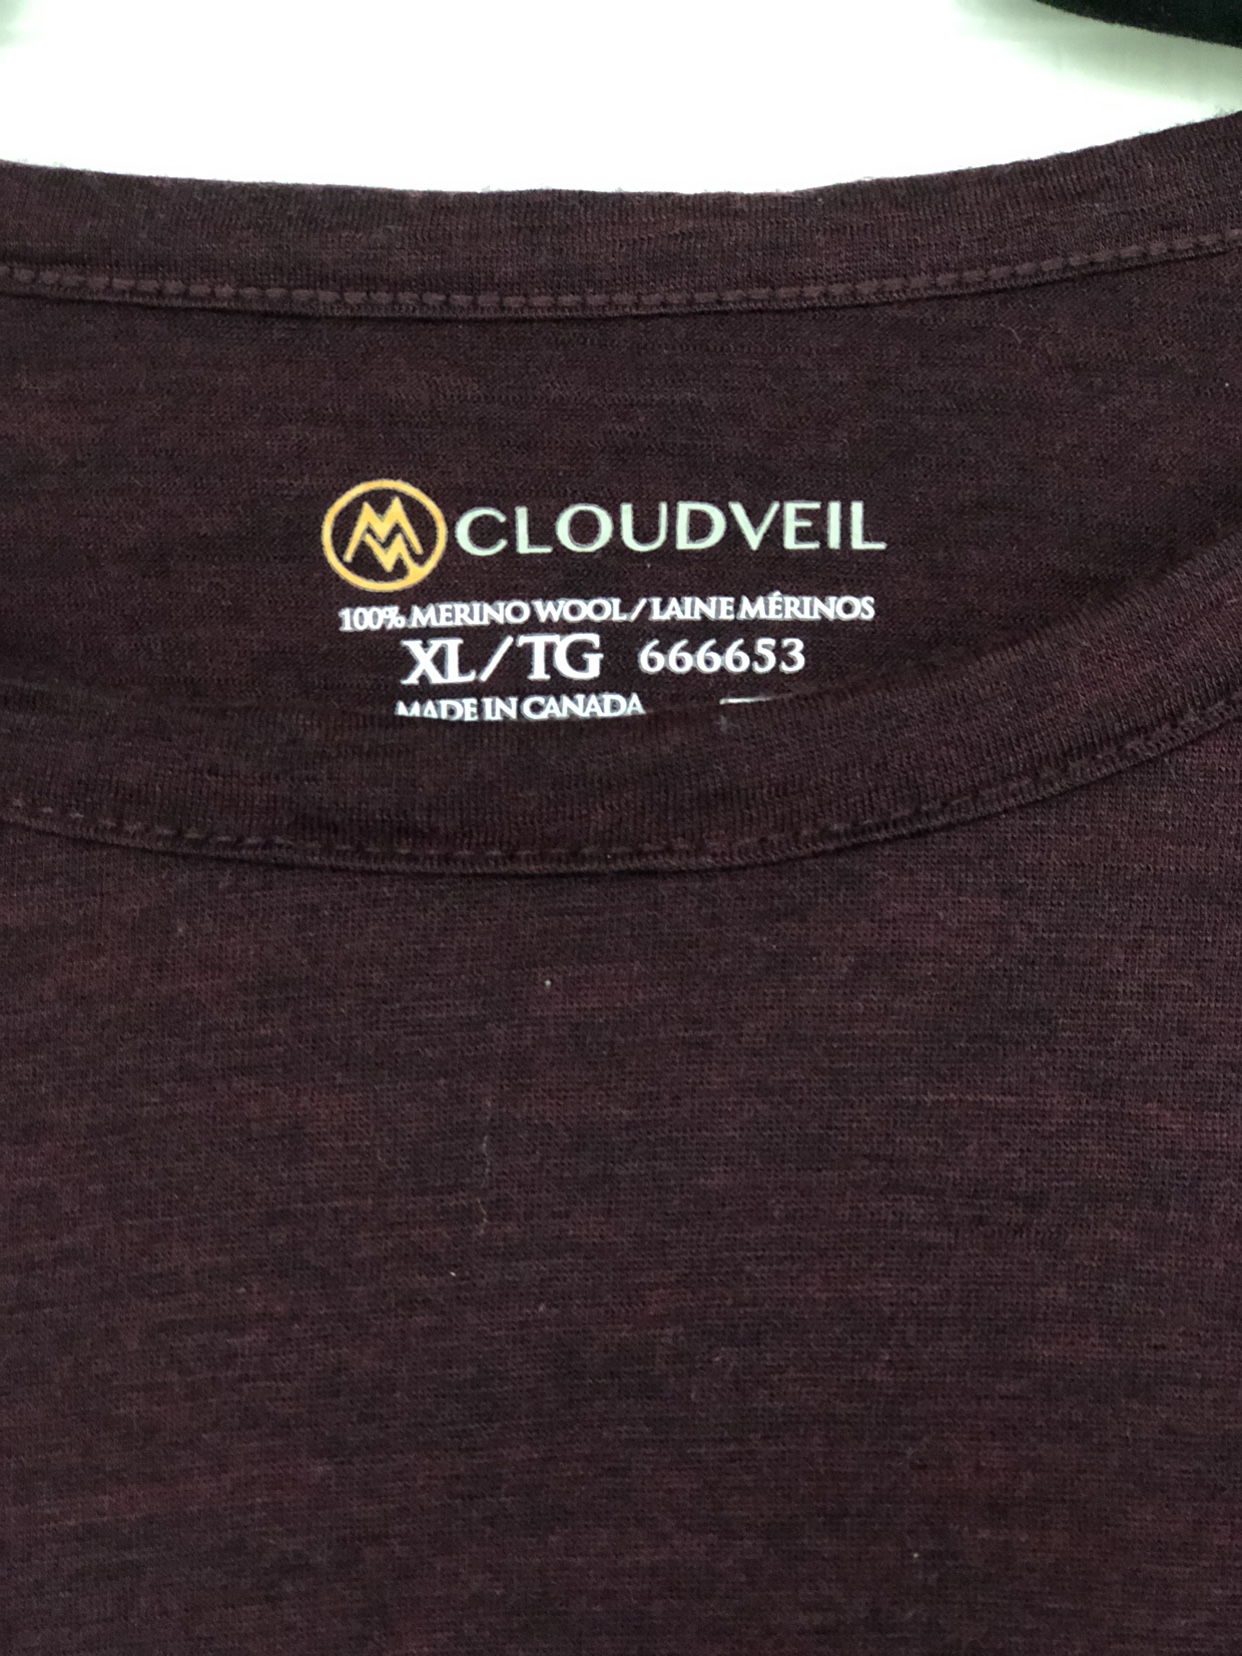 CLOUDVEIL
100% MERINO WOOL / LAINE MÉRINOS
XL/TG 666653
MADE IN CANADA